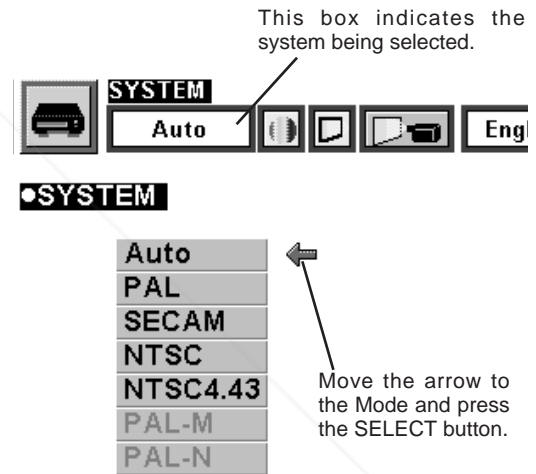 This box indicates the
system being selected.
SYSTEM
Auto
Engl
●SYSTEM
Auto
PAL
SECAM
NTSC
NTSC4.43
PAL-M
PAL-N
Move the arrow to
the Mode and press
the SELECT button.